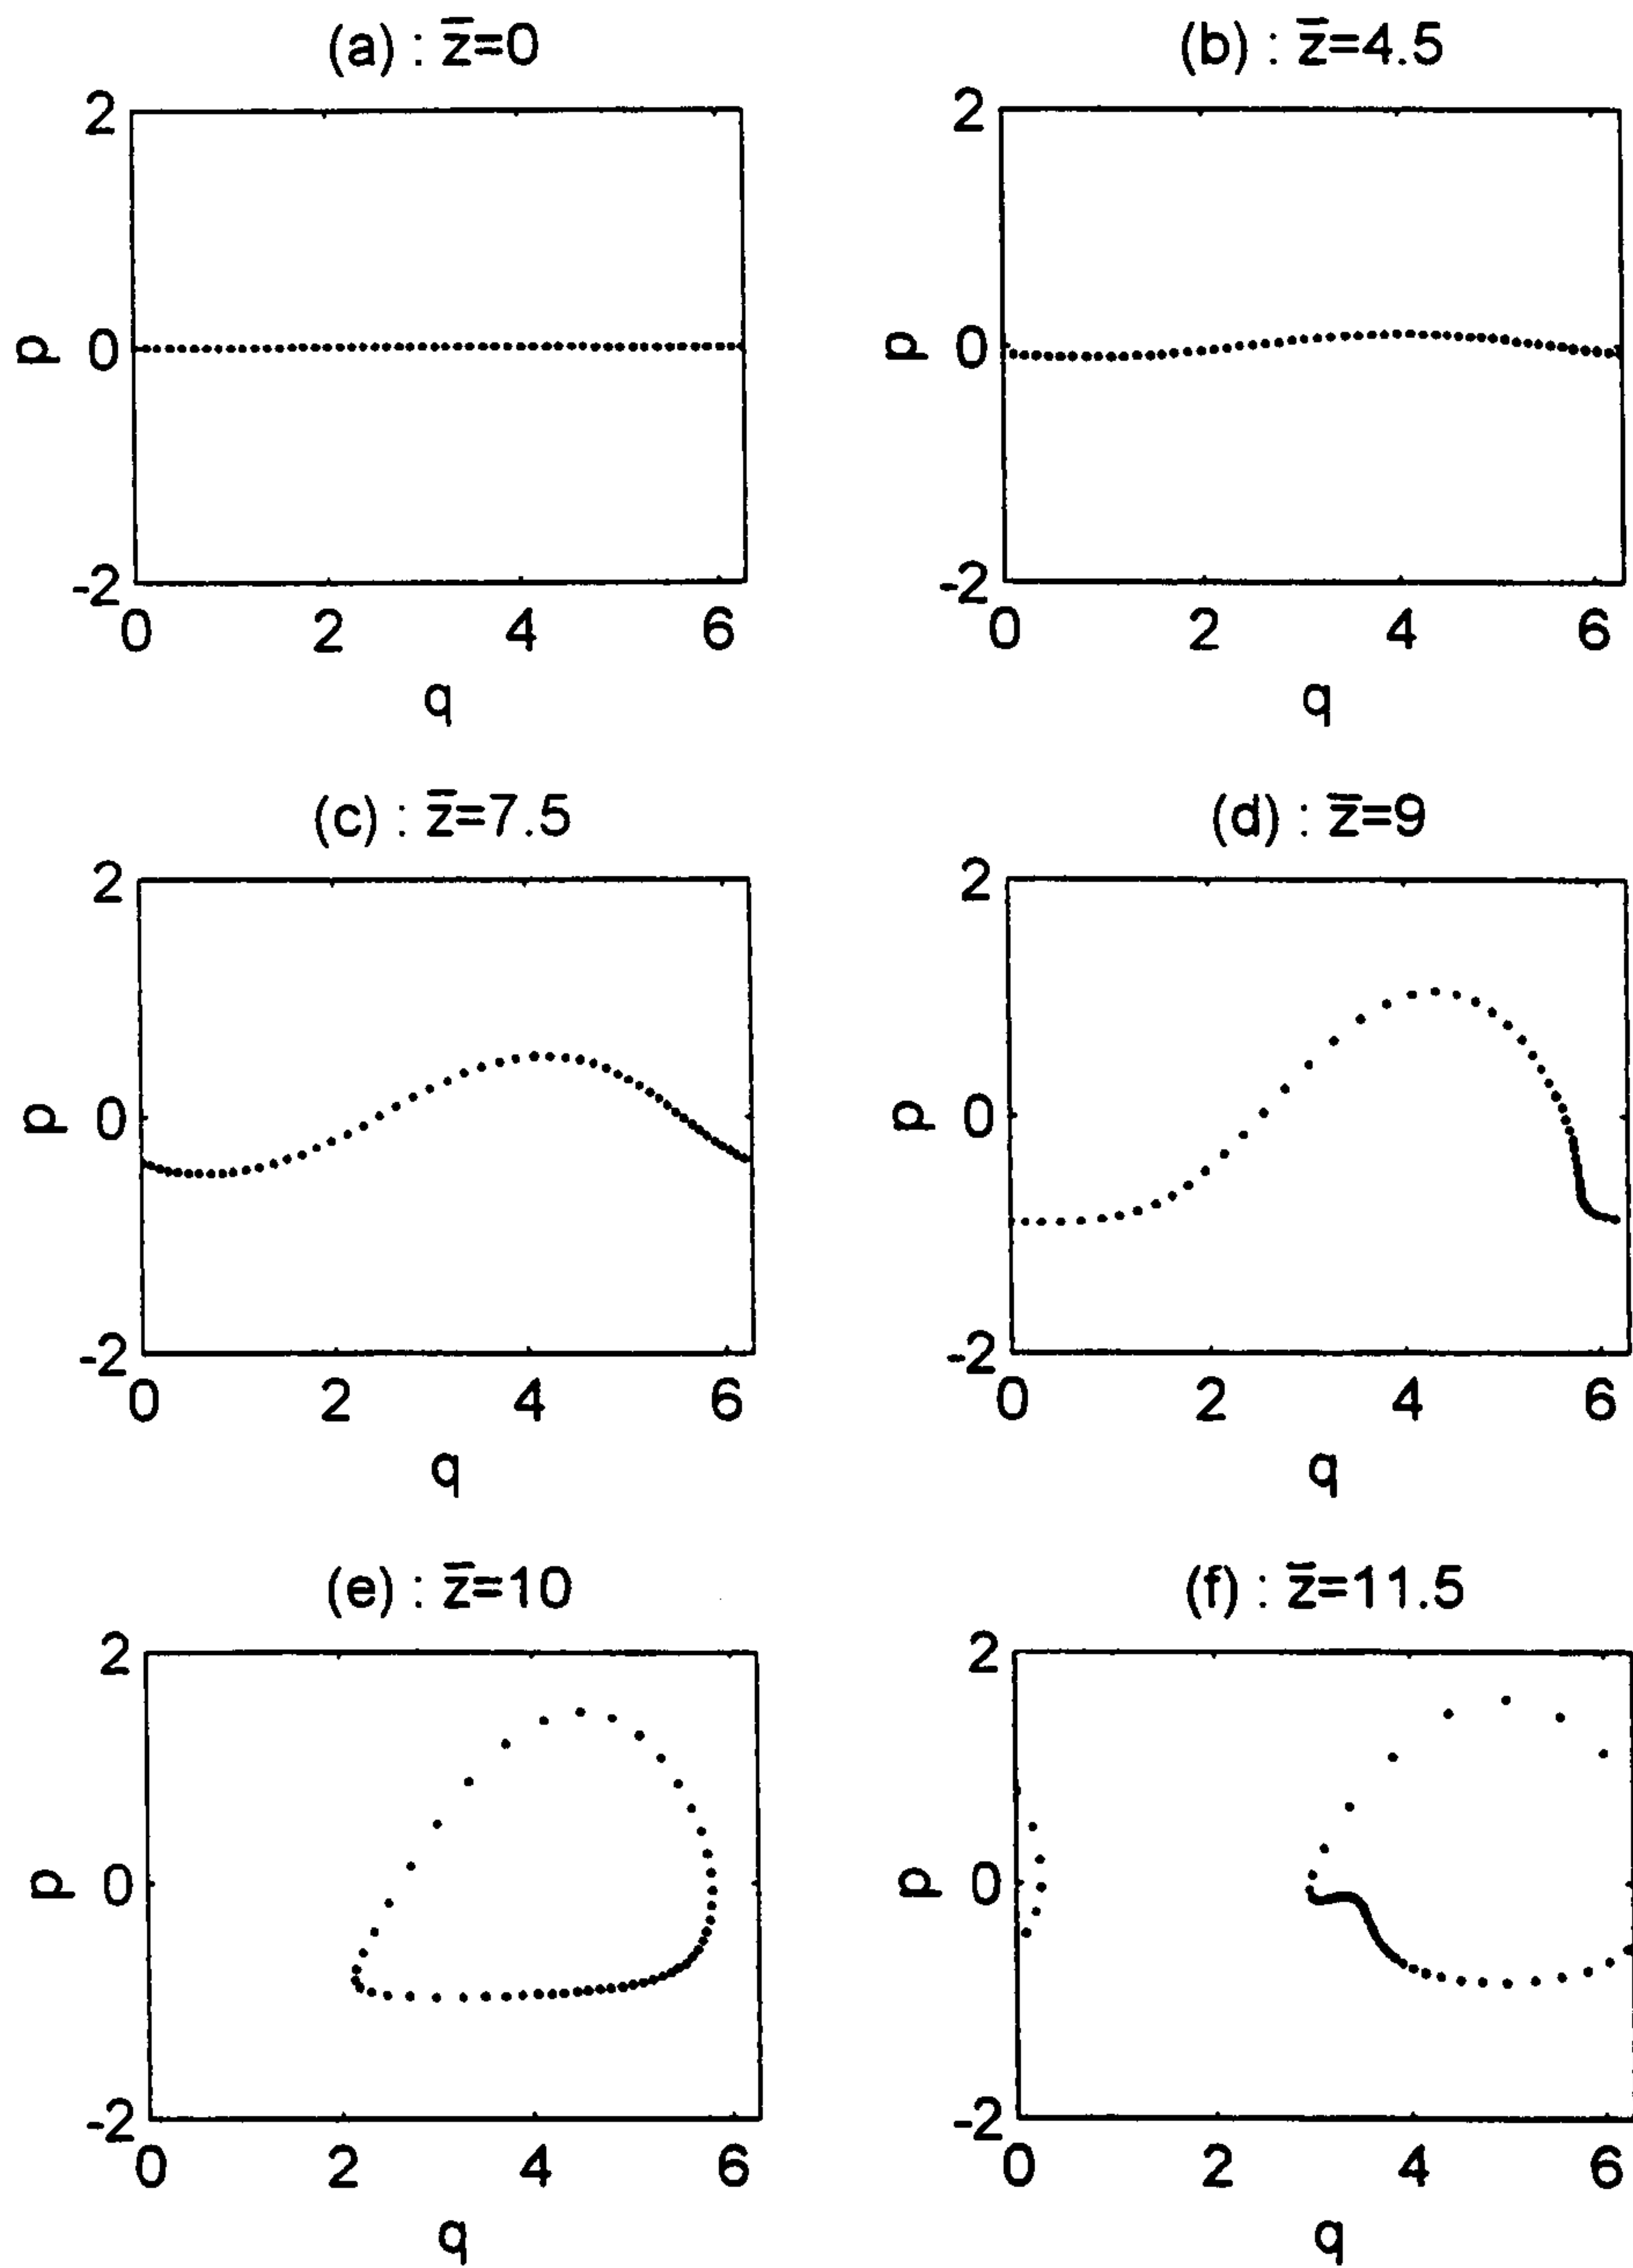 (a) : z̅=0
(b) : z̅=4.5
2
p 0
-2
0 2 4 6
q
2
p 0
-2
0 2 4 6
q
(c) : z̅=7.5
(d) : z̅=9
2
p 0
-2
0 2 4 6
q
2
p 0
-2
0 2 4 6
q
(e) : z̅=10
(f) : z̅=11.5
2
p 0
-2
0 2 4 6
q
2
p 0
-2
0 2 4 6
q